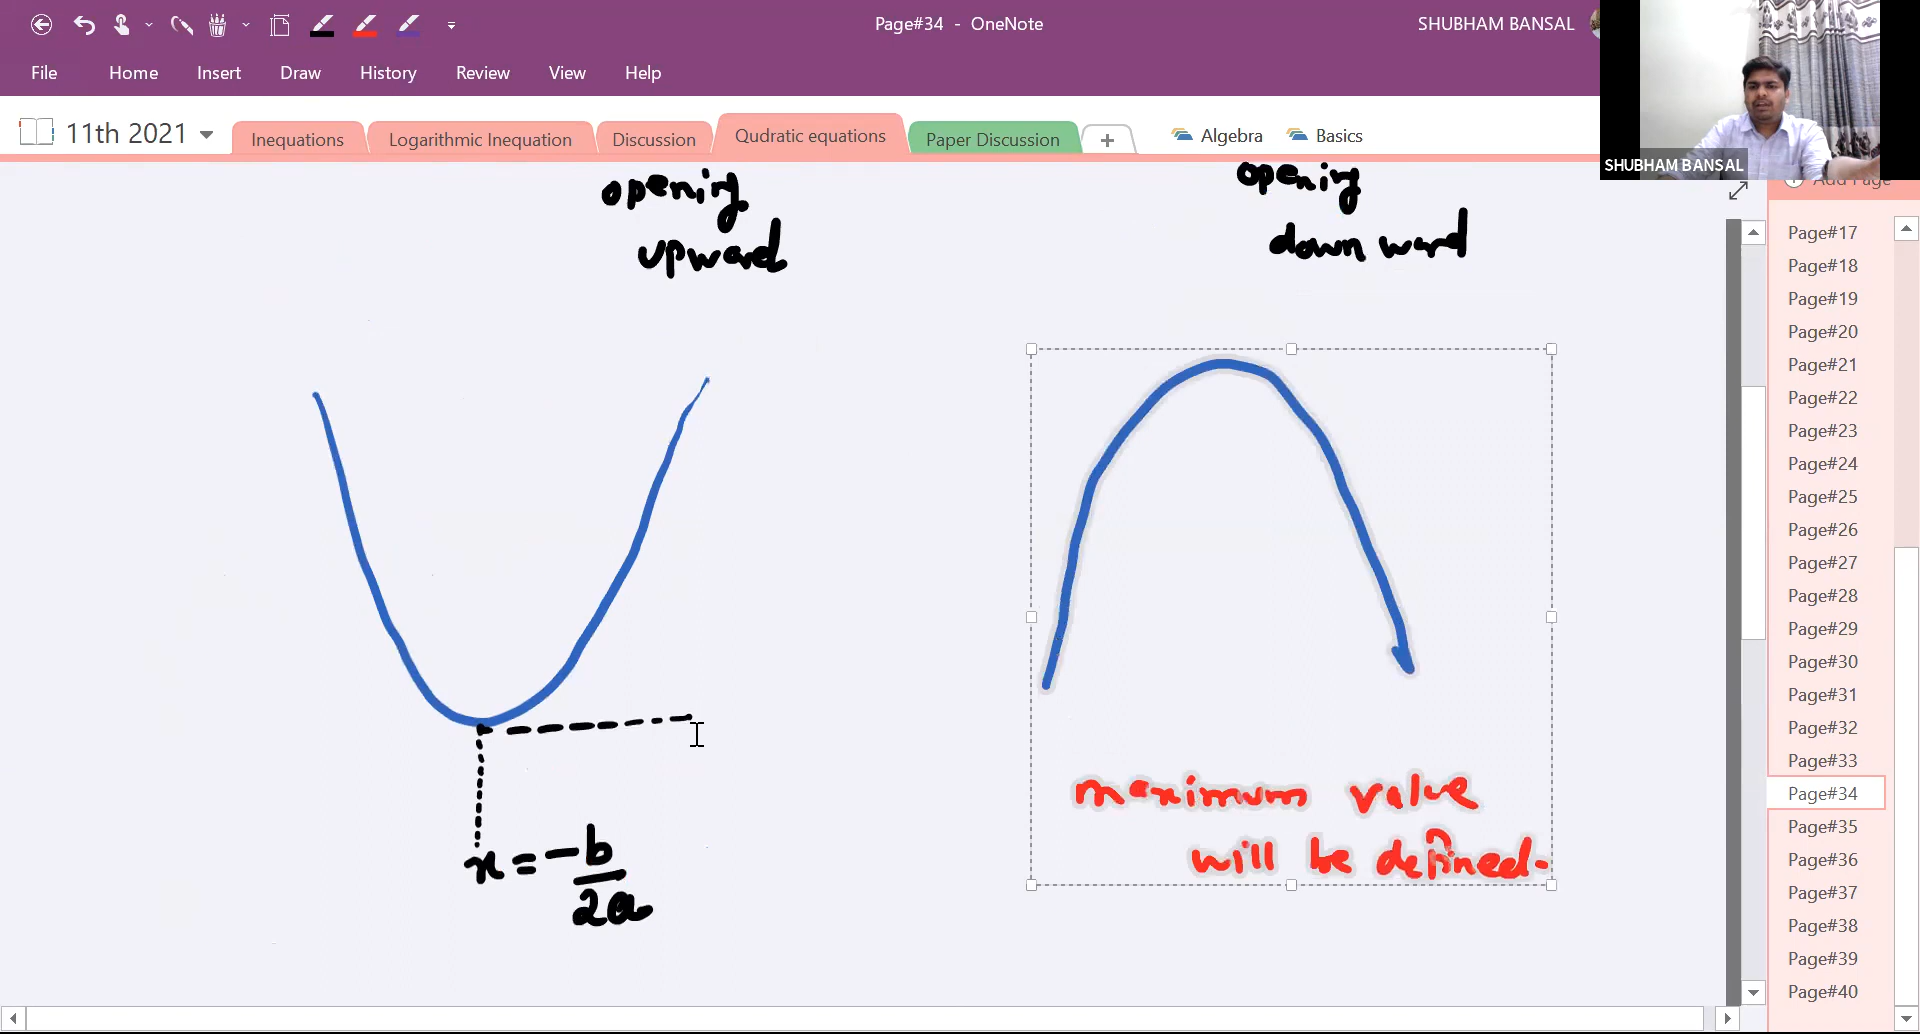 Page#34 - OneNote
SHUBHAM BANSAL
File Home Insert Draw History Review View Help
11th 2021
Inequations
Logarithmic Inequation
Discussion
Qudratic equations
Paper Discussion
+
Algebra
Basics
SHUBHAM BANSAL
Add Page
opening
upward
opening
down ward
x = -b
2a
maximum value
will be defined.
Page#17
Page#18
Page#19
Page#20
Page#21
Page#22
Page#23
Page#24
Page#25
Page#26
Page#27
Page#28
Page#29
Page#30
Page#31
Page#32
Page#33
Page#34
Page#35
Page#36
Page#37
Page#38
Page#39
Page#40